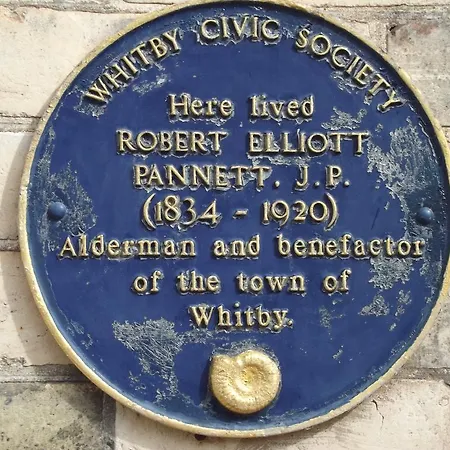 WHITBY CIVIC SOCIETY
Here lived
ROBERT ELLIOTT
PANNETT. J.P.
(1834 - 1920)
Alderman and benefactor
of the town of
Whitby.